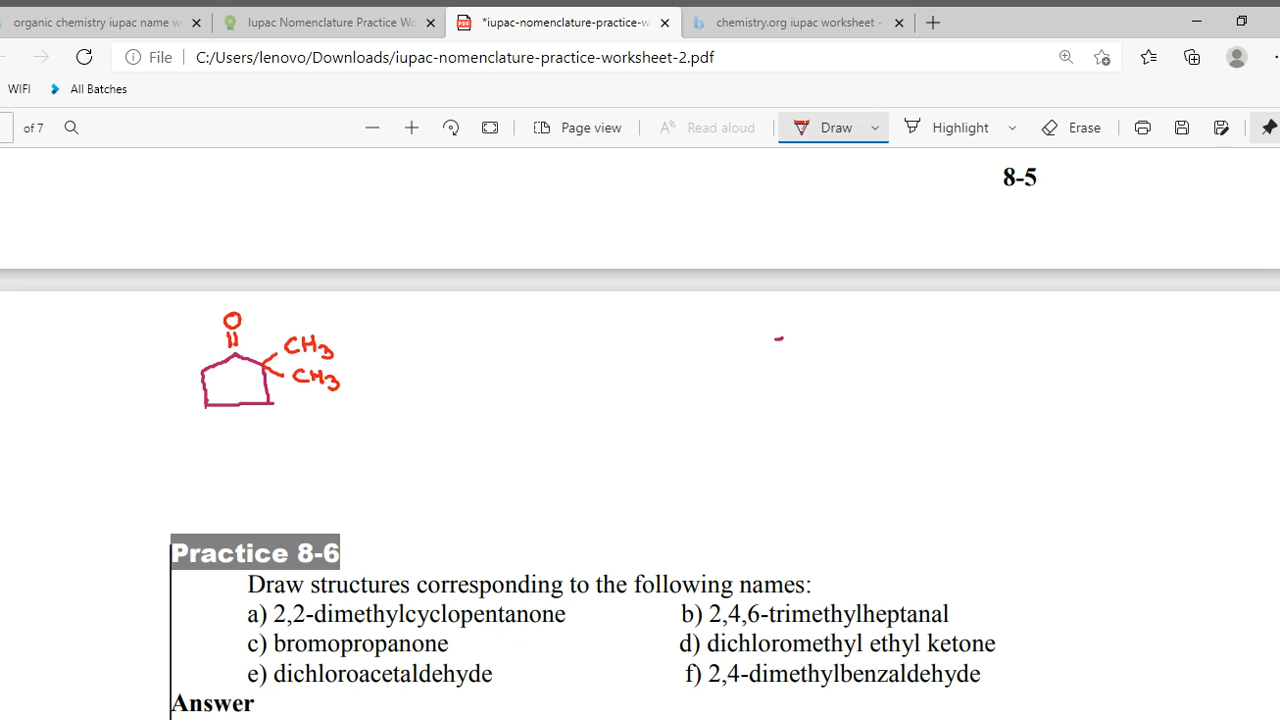 organic chemistry iupac name w
Iupac Nomenclature Practice Wo
*iupac-nomenclature-practice-w
chemistry.org iupac worksheet -
File
C:/Users/lenovo/Downloads/iupac-nomenclature-practice-worksheet-2.pdf
WIFI
All Batches
of 7
Page view
Read aloud
Draw
Highlight
Erase
8-5
O
CH3
CH3
Practice 8-6
Draw structures corresponding to the following names:
a) 2,2-dimethylcyclopentanone b) 2,4,6-trimethylheptanal
c) bromopropanone d) dichloromethyl ethyl ketone
e) dichloroacetaldehyde f) 2,4-dimethylbenzaldehyde
Answer